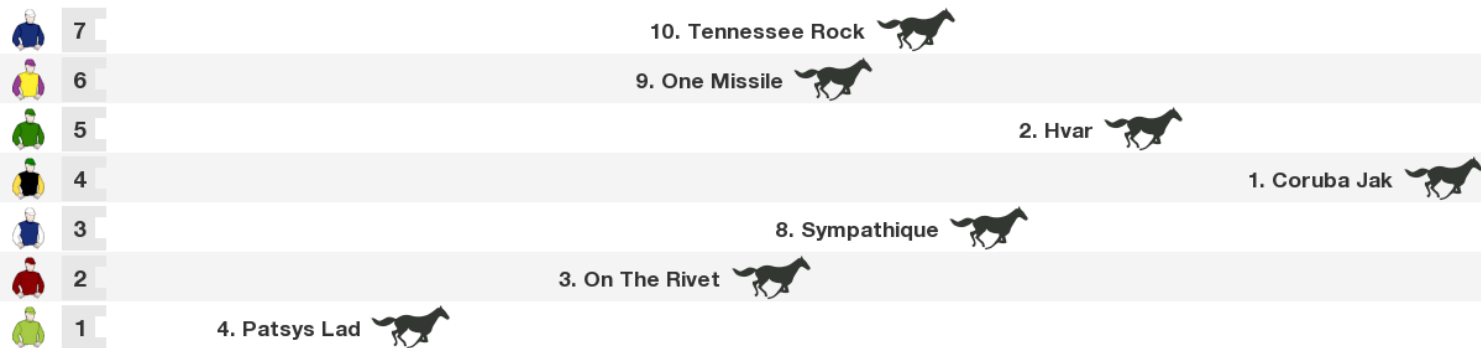 7 10. Tennessee Rock
6 9. One Missile
5 2. Hvar
4 1. Coruba Jak
3 8. Sympathique
2 3. On The Rivet
1 4. Patsys Lad